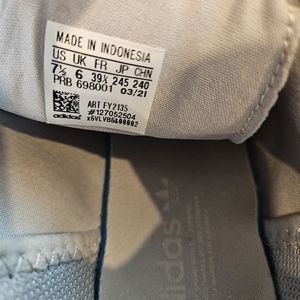 MADE IN INDONESIA
US UK FR JP CHN
7½ 6 39⅓ 245 240
PRB 698001 03/21
ART FY2135
#127052504
adidas
adidas